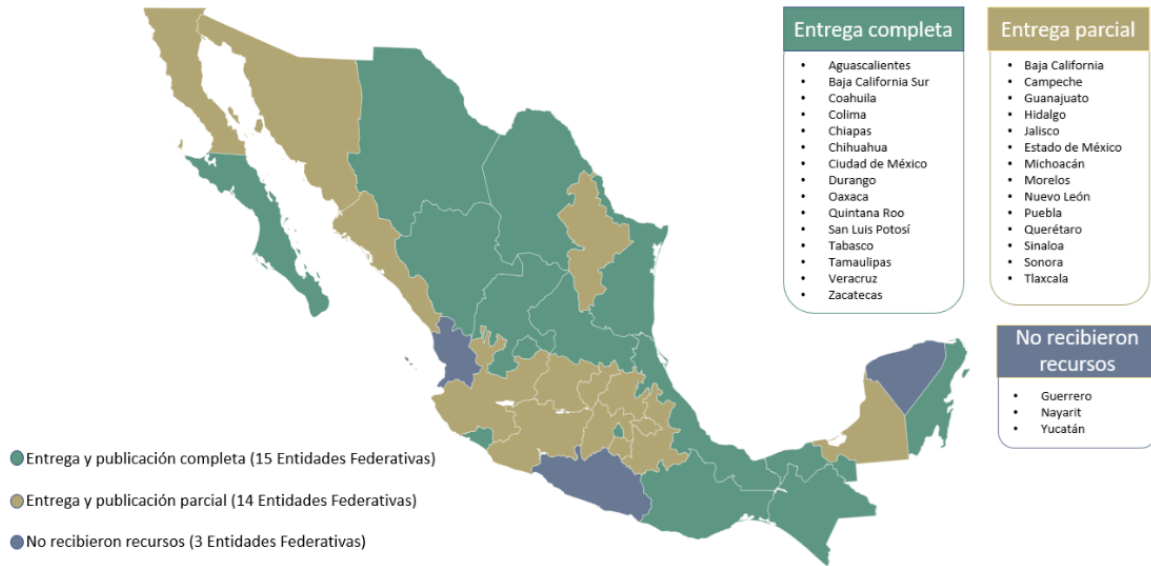 Entrega completa
• Aguascalientes
• Baja California Sur
• Coahuila
• Colima
• Chiapas
• Chihuahua
• Ciudad de México
• Durango
• Oaxaca
• Quintana Roo
• San Luis Potosí
• Tabasco
• Tamaulipas
• Veracruz
• Zacatecas
Entrega parcial
• Baja California
• Campeche
• Guanajuato
• Hidalgo
• Jalisco
• Estado de México
• Michoacán
• Morelos
• Nuevo León
• Puebla
• Querétaro
• Sinaloa
• Sonora
• Tlaxcala
No recibieron
recursos
• Guerrero
• Nayarit
• Yucatán
Entrega y publicación completa (15 Entidades Federativas)
Entrega y publicación parcial (14 Entidades Federativas)
No recibieron recursos (3 Entidades Federativas)